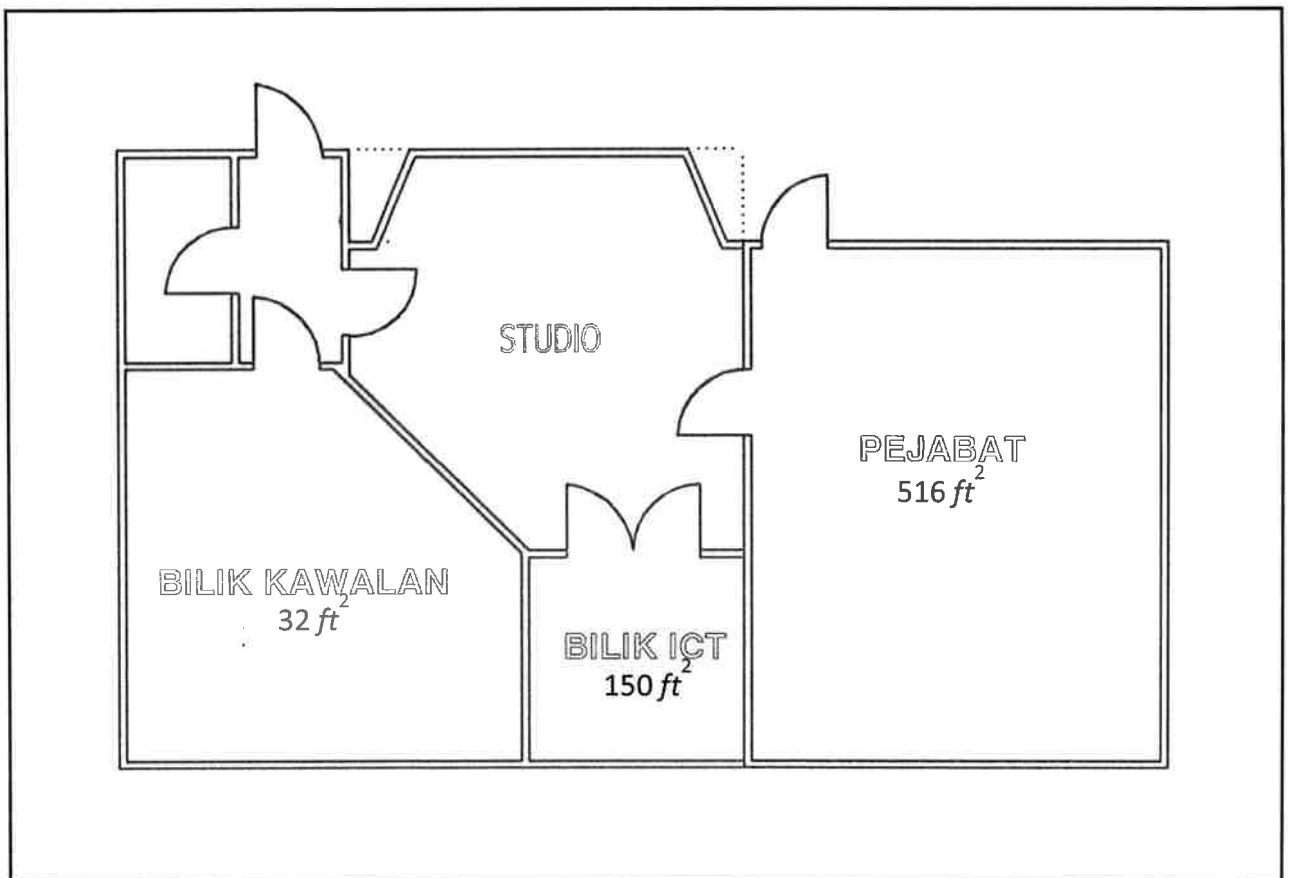 STUDIO
PEJABAT
516 ft²
BILIK KAWALAN
32 ft²
BILIK ICT
150 ft²